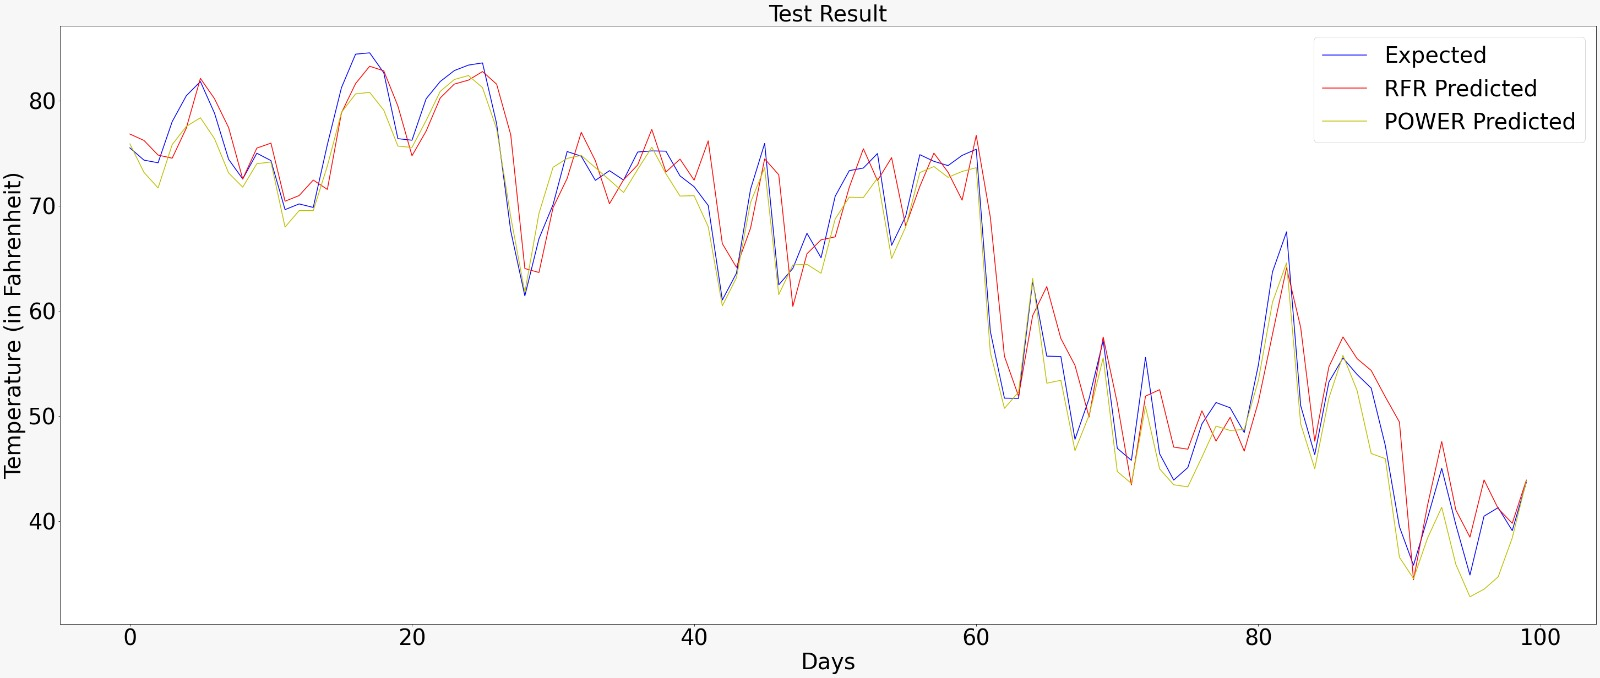 Test Result
Expected
RFR Predicted
POWER Predicted
Temperature (in Fahrenheit)
80
70
60
50
40
0 20 40 60 80 100
Days